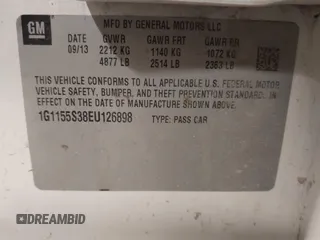 GM
MFD BY GENERAL MOTORS LLC
DATE GVWR GAWR FRT GAWR RR
09/13 2212 KG 1140 KG 1072 KG
4877 LB 2514 LB 2363 LB
THIS VEHICLE CONFORMS TO ALL APPLICABLE U.S. FEDERAL MOTOR
VEHICLE SAFETY, BUMPER, AND THEFT PREVENTION STANDARDS IN EFFECT
ON THE DATE OF MANUFACTURE SHOWN ABOVE.
1G1155S38EU126898 TYPE: PASS CAR
DREAMBID